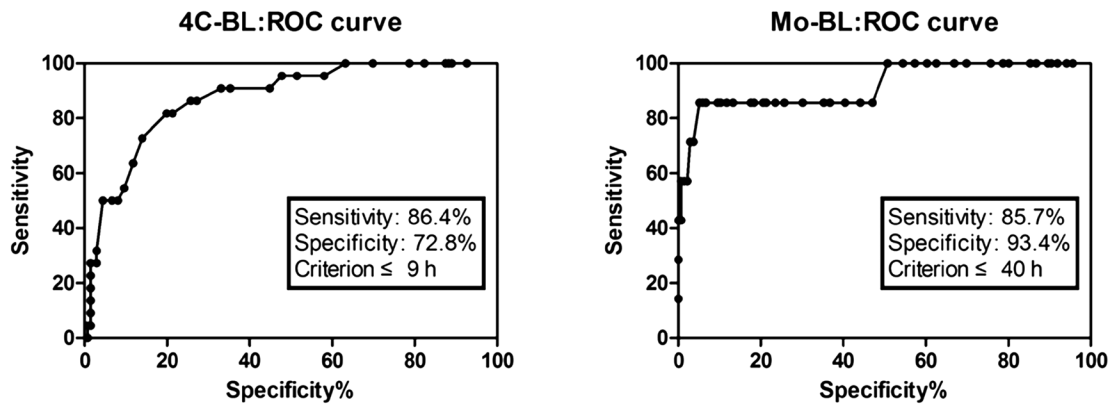 4C-BL:ROC curve
Sensitivity
100
80
60
40
20
0
Sensitivity: 86.4%
Specificity: 72.8%
Criterion ≤ 9 h
0 20 40 60 80 100
Specificity%
Mo-BL:ROC curve
Sensitivity
100
80
60
40
20
0
Sensitivity: 85.7%
Specificity: 93.4%
Criterion ≤ 40 h
0 20 40 60 80 100
Specificity%